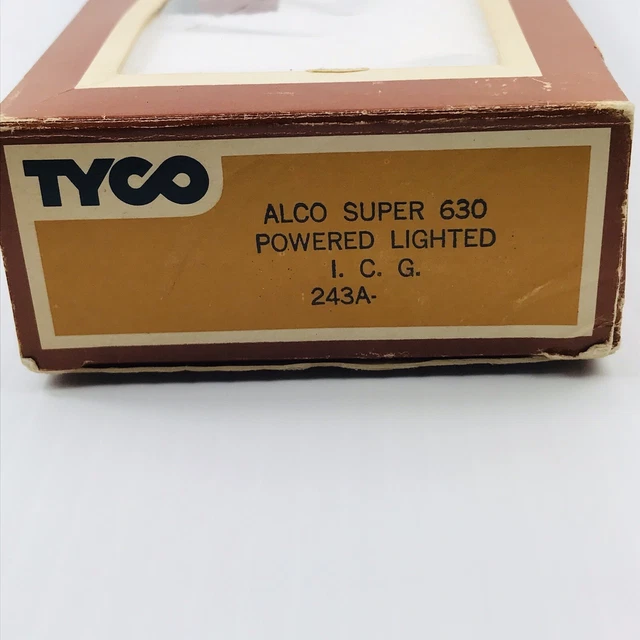 TYCO
ALCO SUPER 630
POWERED LIGHTED
I. C. G.
243A-